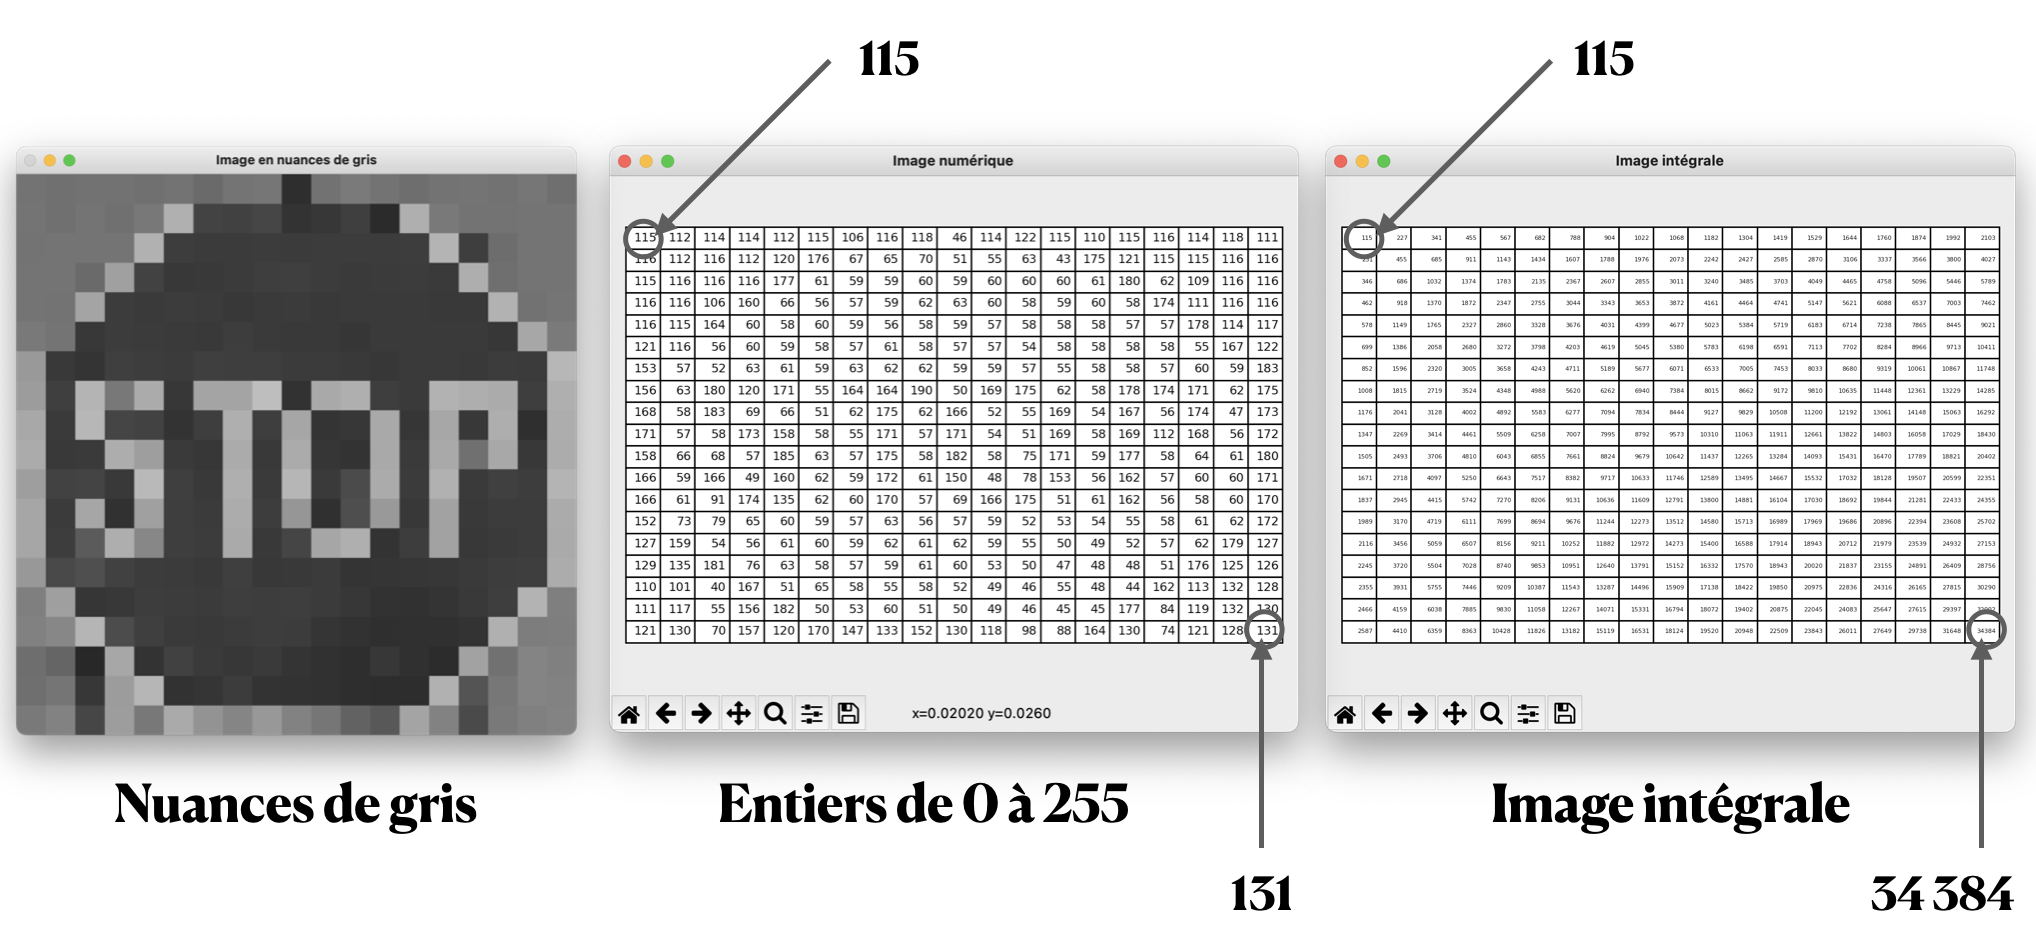 115
115
Image en nuances de gris
STOP
Image numérique
115 112 114 114 112 115 106 116 118 46 114 122 115 110 115 116 114 118 111
116 112 116 112 120 176 67 65 70 51 55 63 43 175 121 115 115 116 116
115 116 116 116 177 61 59 59 60 59 60 60 60 61 180 62 109 116 116
116 116 106 160 66 56 57 59 62 63 60 58 59 60 58 174 111 116 116
116 115 164 60 58 60 59 56 58 59 57 58 58 58 57 57 178 114 117
121 116 56 60 59 58 57 61 58 57 57 54 58 58 58 58 55 167 122
153 57 52 63 61 59 63 62 62 59 59 57 55 58 58 57 60 59 183
156 63 180 120 171 55 164 164 190 50 169 175 62 58 178 174 171 62 175
168 58 183 69 66 51 62 175 62 166 52 55 169 54 167 56 174 47 173
171 57 58 173 158 58 55 171 57 171 54 51 169 58 169 112 168 56 172
158 66 68 57 185 63 57 175 58 182 58 75 171 59 177 58 64 61 180
166 59 166 49 160 62 59 172 61 150 48 78 153 56 162 57 60 60 171
166 61 91 174 135 62 60 170 57 69 166 175 51 61 162 56 58 60 170
152 73 79 65 60 59 57 63 56 57 59 52 53 54 55 58 61 62 172
127 159 54 56 61 60 59 62 61 62 59 55 50 49 52 57 62 179 127
129 135 181 76 63 58 57 59 61 60 53 50 47 48 48 51 176 125 126
110 101 40 167 51 65 58 55 58 52 49 46 55 48 44 162 113 132 128
111 117 55 156 182 50 53 60 51 50 49 46 45 45 177 84 119 132 130
121 130 70 157 120 170 147 133 152 130 118 98 88 164 130 74 121 128 131
x=0.02020 y=0.0260
Image intégrale
115 227 341 455 567 682 788 904 1022 1068 1182 1304 1419 1529 1644 1760 1874 1992 2103
231 455 685 911 1143 1434 1607 1788 1976 2073 2242 2427 2585 2870 3106 3337 3566 3800 4027
346 686 1032 1374 1783 2135 2367 2607 2855 3011 3240 3485 3703 4049 4465 4758 5096 5446 5789
462 918 1370 1872 2347 2755 3044 3343 3653 3872 4161 4464 4741 5147 5621 6088 6537 7003 7462
578 1149 1765 2327 2860 3328 3676 4031 4399 4677 5023 5384 5719 6183 6714 7238 7865 8445 9021
699 1386 2058 2680 3272 3798 4203 4619 5045 5380 5783 6198 6591 7113 7702 8284 8966 9713 10411
852 1596 2320 3005 3658 4243 4711 5189 5677 6071 6533 7005 7453 8033 8680 9319 10061 10867 11748
1008 1815 2719 3524 4348 4988 5620 6262 6940 7384 8015 8662 9172 9810 10635 11448 12361 13229 14285
1176 2041 3128 4002 4892 5583 6277 7094 7834 8444 9127 9829 10508 11200 12192 13061 14148 15063 16292
1347 2269 3414 4461 5509 6258 7007 7995 8792 9573 10310 11063 11911 12661 13822 14803 16058 17029 18430
1505 2493 3706 4810 6043 6855 7661 8824 9679 10642 11437 12265 13284 14093 15431 16470 17789 18821 20402
1671 2718 4097 5250 6643 7517 8382 9717 10633 11746 12589 13495 14667 15532 17032 18128 19507 20599 22351
1837 2945 4415 5742 7270 8206 9131 10636 11609 12791 13800 14881 16104 17030 18692 19844 21281 22433 24355
1989 3170 4719 6111 7699 8694 9676 11244 12273 13512 14580 15713 16989 17969 19686 20896 22394 23608 25702
2116 3456 5059 6507 8156 9211 10252 11882 12972 14273 15400 16588 17914 18943 20712 21979 23539 24932 27153
2245 3720 5504 7028 8740 9853 10951 12640 13791 15152 16332 17570 18943 20020 21837 23155 24891 26409 28756
2355 3931 5755 7446 9209 10387 11543 13287 14496 15909 17138 18422 19850 20975 22836 24316 26165 27815 30290
2466 4159 6038 7885 9830 11058 12267 14071 15331 16794 18072 19402 20875 22045 24083 25647 27615 29397
2587 4410 6359 8363 10428 11826 13182 15119 16531 18124 19520 20948 22509 23843 26011 27649 29738 31648 34384
Nuances de gris
Entiers de 0 à 255
Image intégrale
131
34 384